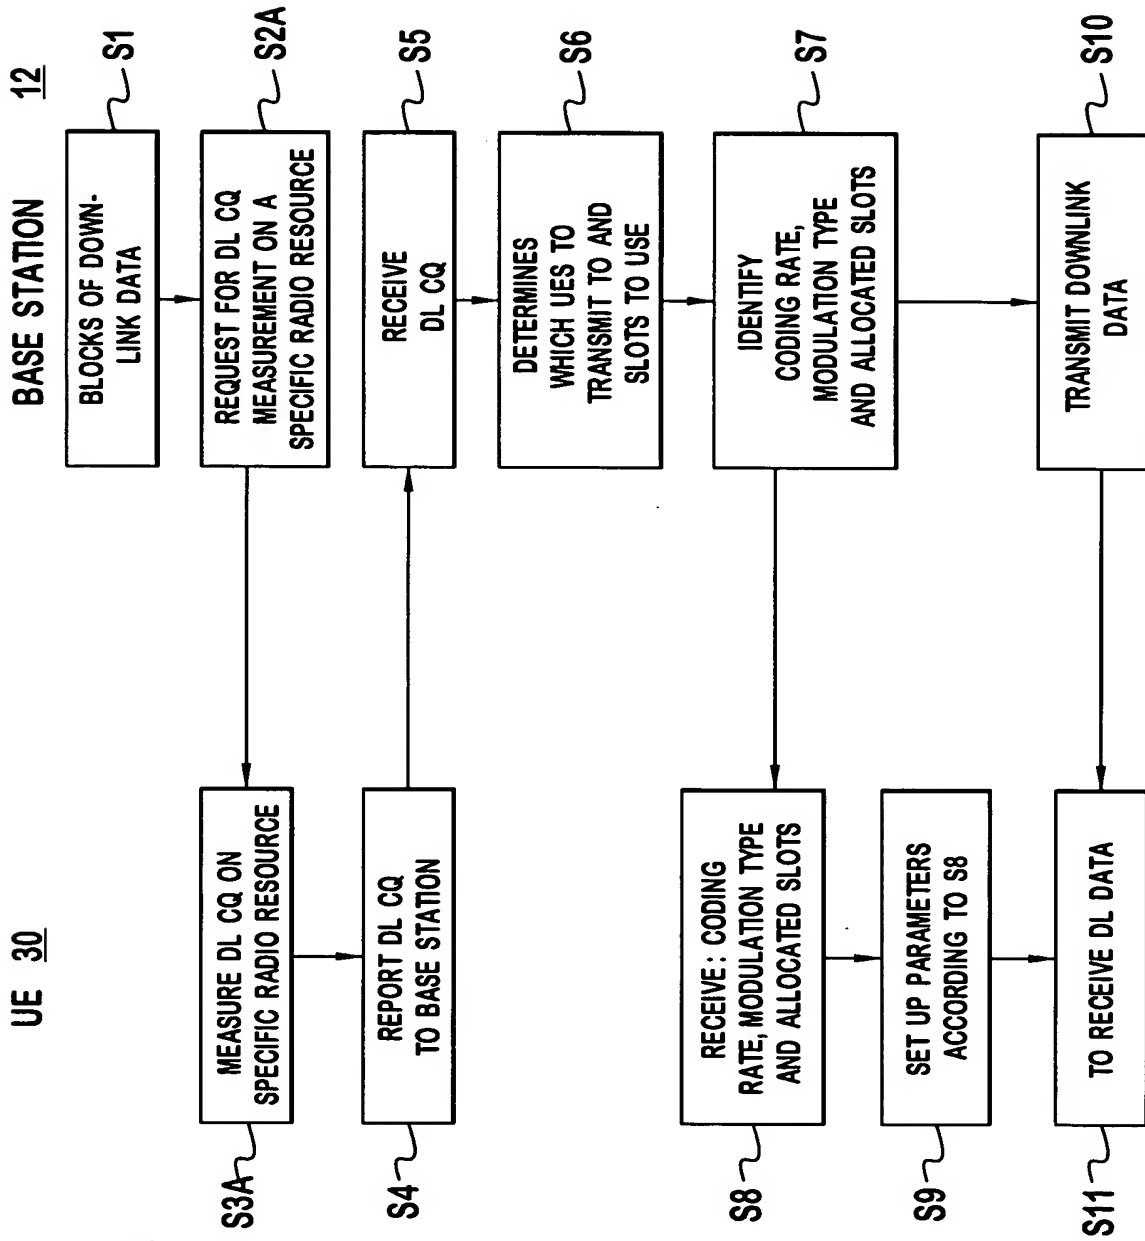 UE 30
BASE STATION 12
BLOCKS OF DOWN-
LINK DATA
S1
REQUEST FOR DL CQ
MEASUREMENT ON A
SPECIFIC RADIO RESOURCE
S2A
MEASURE DL CQ ON
SPECIFIC RADIO RESOURCE
S3A
REPORT DL CQ
TO BASE STATION
S4
RECEIVE
DL CQ
S5
DETERMINES
WHICH UES TO
TRANSMIT TO AND
SLOTS TO USE
S6
IDENTIFY
CODING RATE,
MODULATION TYPE
AND ALLOCATED SLOTS
S7
RECEIVE: CODING
RATE, MODULATION TYPE
AND ALLOCATED SLOTS
S8
SET UP PARAMETERS
ACCORDING TO S8
S9
TRANSMIT DOWNLINK
DATA
S10
TO RECEIVE DL DATA
S11